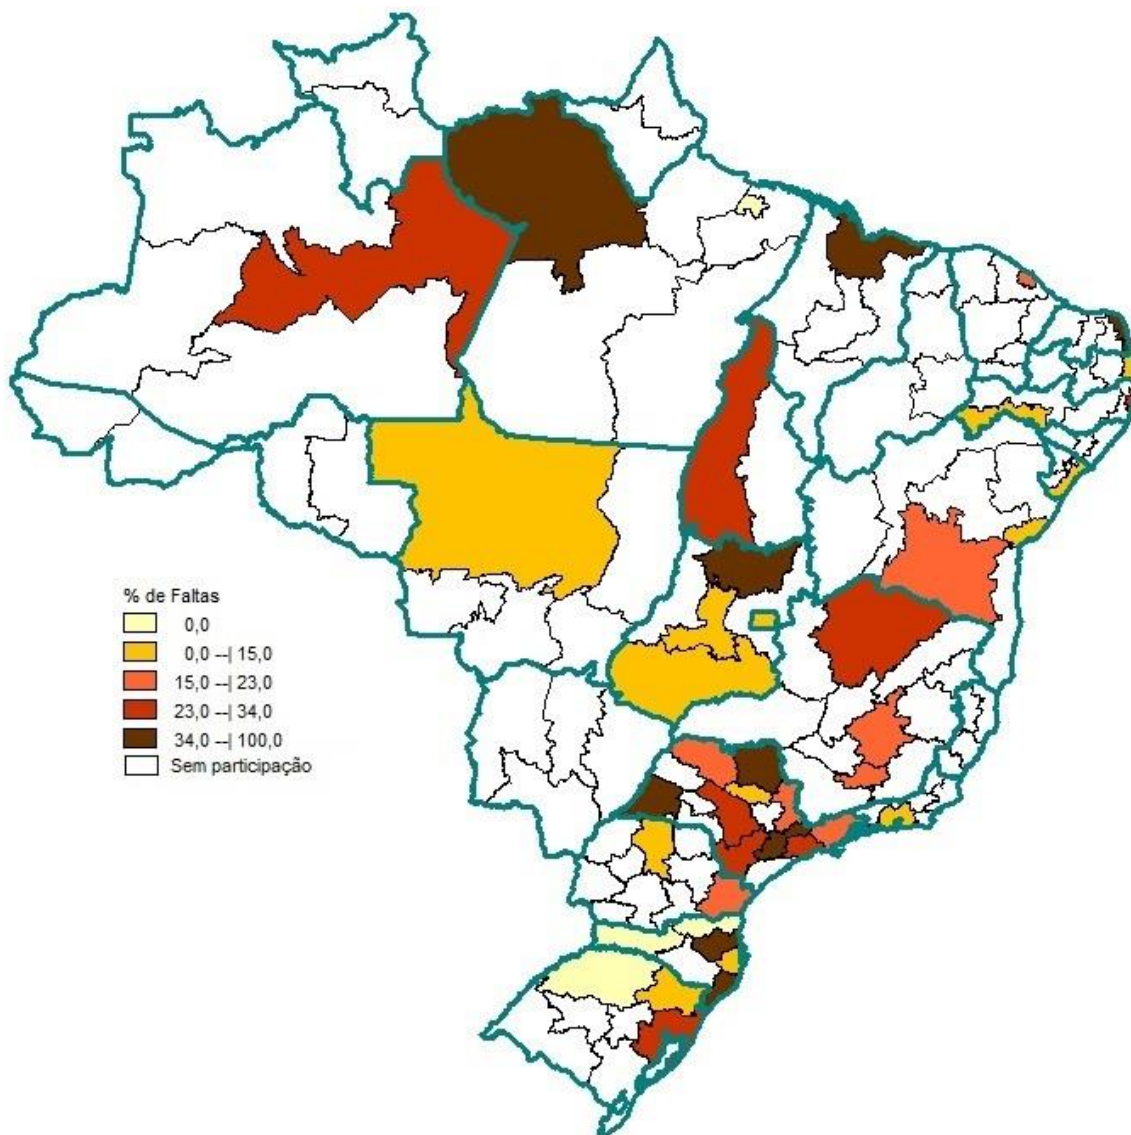 % de Faltas
0,0
0,0 --| 15,0
15,0 --| 23,0
23,0 --| 34,0
34,0 --| 100,0
Sem participação